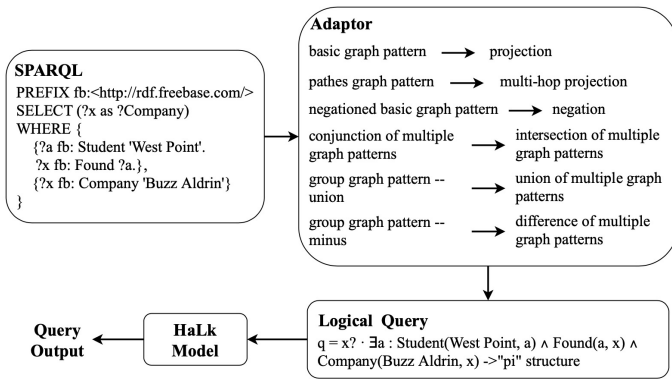 SPARQL
PREFIX fb:<http://rdf.freebase.com/>
SELECT (?x as ?Company)
WHERE {
{?a fb: Student 'West Point'.
?x fb: Found ?a.},
{?x fb: Company 'Buzz Aldrin'}
}
Adaptor
basic graph pattern projection
pathes graph pattern multi-hop projection
negationed basic graph pattern negation
conjunction of multiple intersection of multiple
graph patterns graph patterns
group graph pattern -- union of multiple graph
union patterns
group graph pattern -- difference of multiple
minus graph patterns
Logical Query
q = x? · ∃a : Student(West Point, a) ∧ Found(a, x) ∧
Company(Buzz Aldrin, x) ->"pi" structure
HaLk
Model
Query
Output